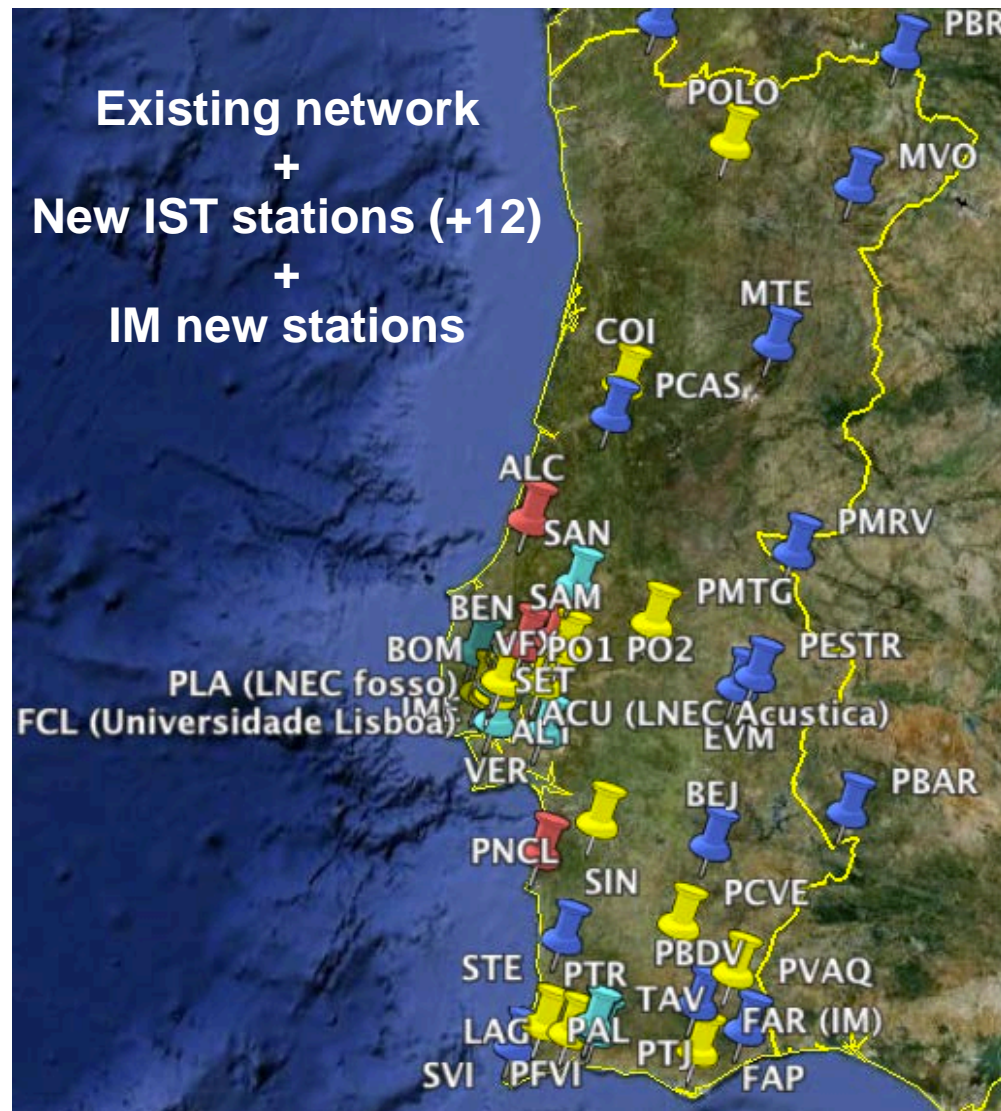 Existing network
+
New IST stations (+12)
+
IM new stations
PBR
POLO
MVO
MTE
COI
PCAS
ALC
SAN
PMRV
BEN
SAM
PMTG
BOM
PO1
PO2
PESTR
PLA (LNEC fosso)
SET
FCL (Universidade Lisboa)
ACU (LNEC Acustica)
EVM
VER
BEJ
PBAR
PNCL
SIN
PCVE
STE
PTR
PBDV
PVAQ
TAV
LAG
PAL
FAR (IM)
PTJ
SVI
PFVI
FAP